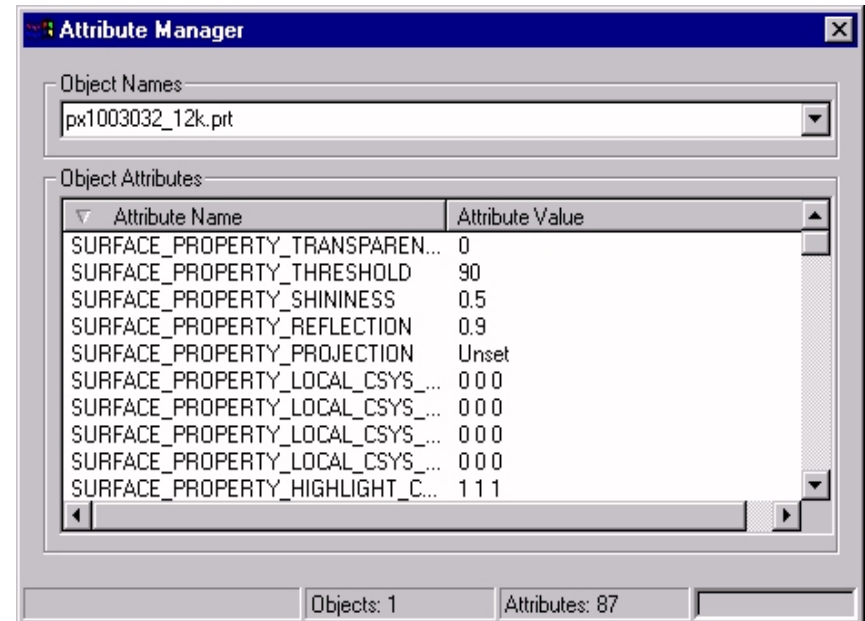 Attribute Manager
Object Names
px1003032_12k.prt
Object Attributes
Attribute Name Attribute Value
SURFACE_PROPERTY_TRANSPAREN... 0
SURFACE_PROPERTY_THRESHOLD 90
SURFACE_PROPERTY_SHININESS 0.5
SURFACE_PROPERTY_REFLECTION 0.9
SURFACE_PROPERTY_PROJECTION Unset
SURFACE_PROPERTY_LOCAL_CSYS_... 0 0 0
SURFACE_PROPERTY_LOCAL_CSYS_... 0 0 0
SURFACE_PROPERTY_LOCAL_CSYS_... 0 0 0
SURFACE_PROPERTY_LOCAL_CSYS_... 0 0 0
SURFACE_PROPERTY_HIGHLIGHT_C... 1 1 1
Objects: 1 Attributes: 87